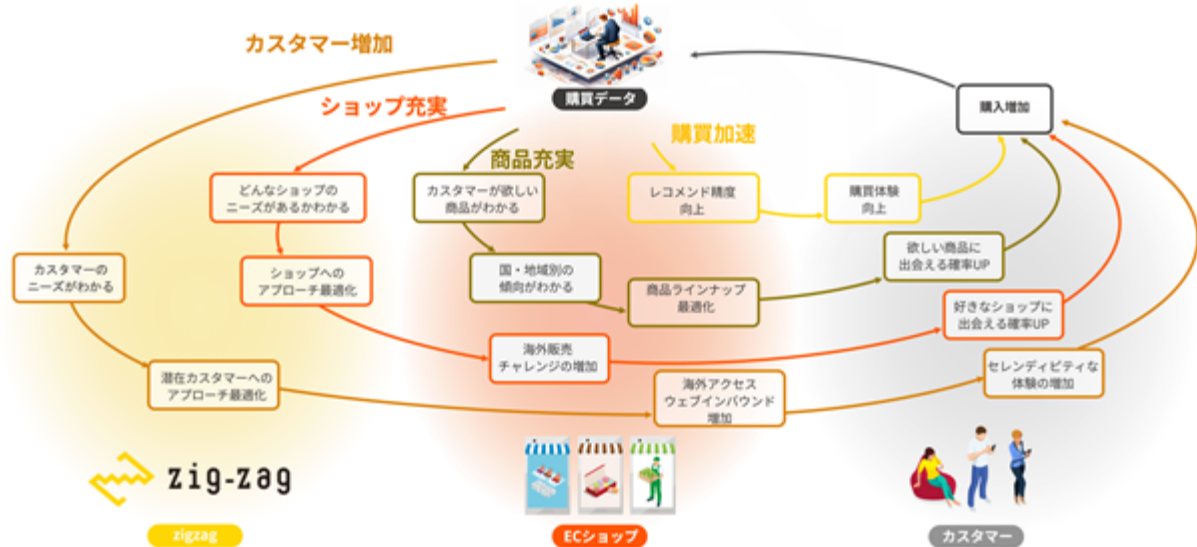 カスタマー増加
購買データ
購入増加
ショップ充実
購買加速
商品充実
どんなショップの
ニーズがあるかわかる
カスタマーが欲しい
商品がわかる
レコメンド精度
向上
購買体験
向上
カスタマーの
ニーズがわかる
ショップへの
アプローチ最適化
国・地域別の
傾向がわかる
商品ラインナップ
最適化
欲しい商品に
出会える確率UP
好きなショップに
出会える確率UP
海外販売
チャレンジの増加
潜在カスタマーへの
アプローチ最適化
海外アクセス
ウェブインバウンド
増加
セレンディピティな
体験の増加
zig-zag
zigzag
ECショップ
カスタマー